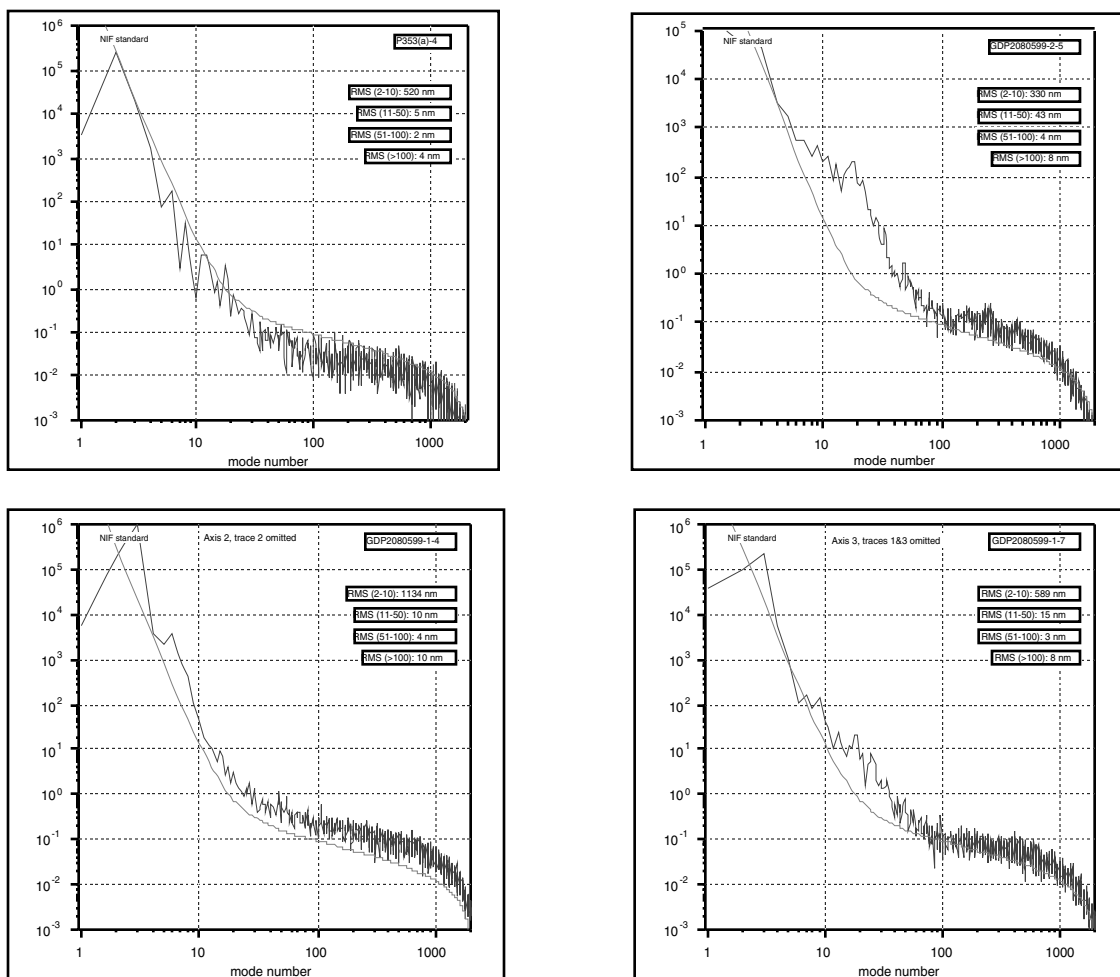 10^6
NIF standard
P353(a)-4
10^5
RMS (2-10): 520 nm
10^4
RMS (11-50): 5 nm
RMS (51-100): 2 nm
10^3
RMS (>100): 4 nm
10^2
10^1
10^0
10^-1
10^-2
10^-3
1 10 100 1000
mode number
10^5
NIF standard
GDP2080599-2-5
10^4
RMS (2-10): 330 nm
RMS (11-50): 43 nm
10^3
RMS (51-100): 4 nm
RMS (>100): 8 nm
10^2
10^1
10^0
10^-1
10^-2
10^-3
1 10 100 1000
mode number
10^6
NIF standard
Axis 2, trace 2 omitted
GDP2080599-1-4
10^5
RMS (2-10): 1134 nm
RMS (11-50): 10 nm
10^4
RMS (51-100): 4 nm
10^3
RMS (>100): 10 nm
10^2
10^1
10^0
10^-1
10^-2
10^-3
1 10 100 1000
mode number
10^6
NIF standard
Axis 3, traces 1&3 omitted
GDP2080599-1-7
10^5
RMS (2-10): 589 nm
RMS (11-50): 15 nm
10^4
RMS (51-100): 3 nm
10^3
RMS (>100): 8 nm
10^2
10^1
10^0
10^-1
10^-2
10^-3
1 10 100 1000
mode number